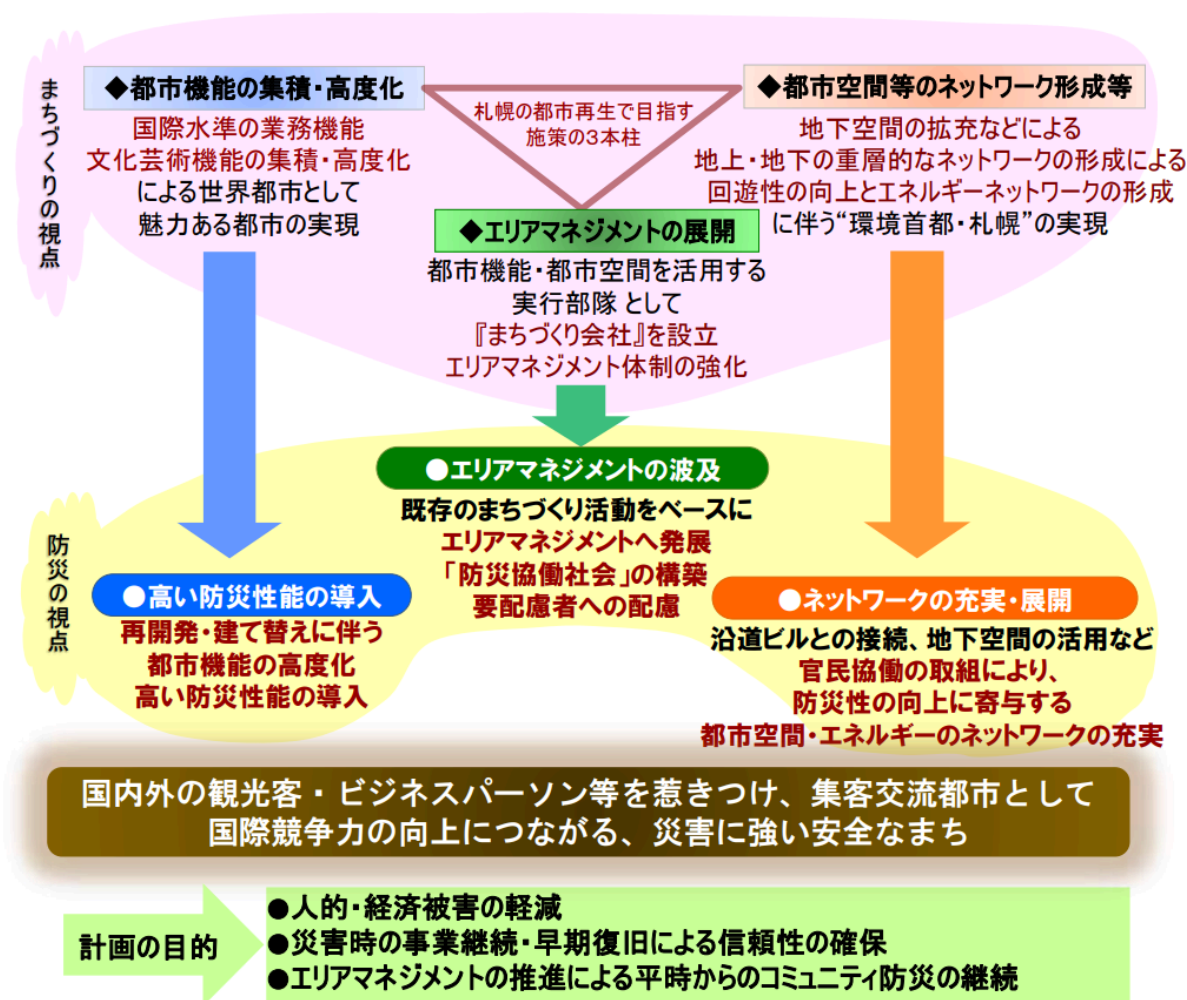 まちづくりの視点
◆都市機能の集積・高度化
国際水準の業務機能
文化芸術機能の集積・高度化
による世界都市として
魅力ある都市の実現
札幌の都市再生で目指す
施策の3本柱
◆都市空間等のネットワーク形成等
地下空間の拡充などによる
地上・地下の重層的なネットワークの形成による
回遊性の向上とエネルギーネットワークの形成
に伴う“環境首都・札幌”の実現
◆エリアマネジメントの展開
都市機能・都市空間を活用する
実行部隊 として
『まちづくり会社』を設立
エリアマネジメント体制の強化
防災の視点
●エリアマネジメントの波及
既存のまちづくり活動をベースに
エリアマネジメントへ発展
「防災協働社会」の構築
要配慮者への配慮
●高い防災性能の導入
再開発・建て替えに伴う
都市機能の高度化
高い防災性能の導入
●ネットワークの充実・展開
沿道ビルとの接続、地下空間の活用など
官民協働の取組により、
防災性の向上に寄与する
都市空間・エネルギーのネットワークの充実
国内外の観光客・ビジネスパーソン等を惹きつけ、集客交流都市として
国際競争力の向上につながる、災害に強い安全なまち
計画の目的
●人的・経済被害の軽減
●災害時の事業継続・早期復旧による信頼性の確保
●エリアマネジメントの推進による平時からのコミュニティ防災の継続